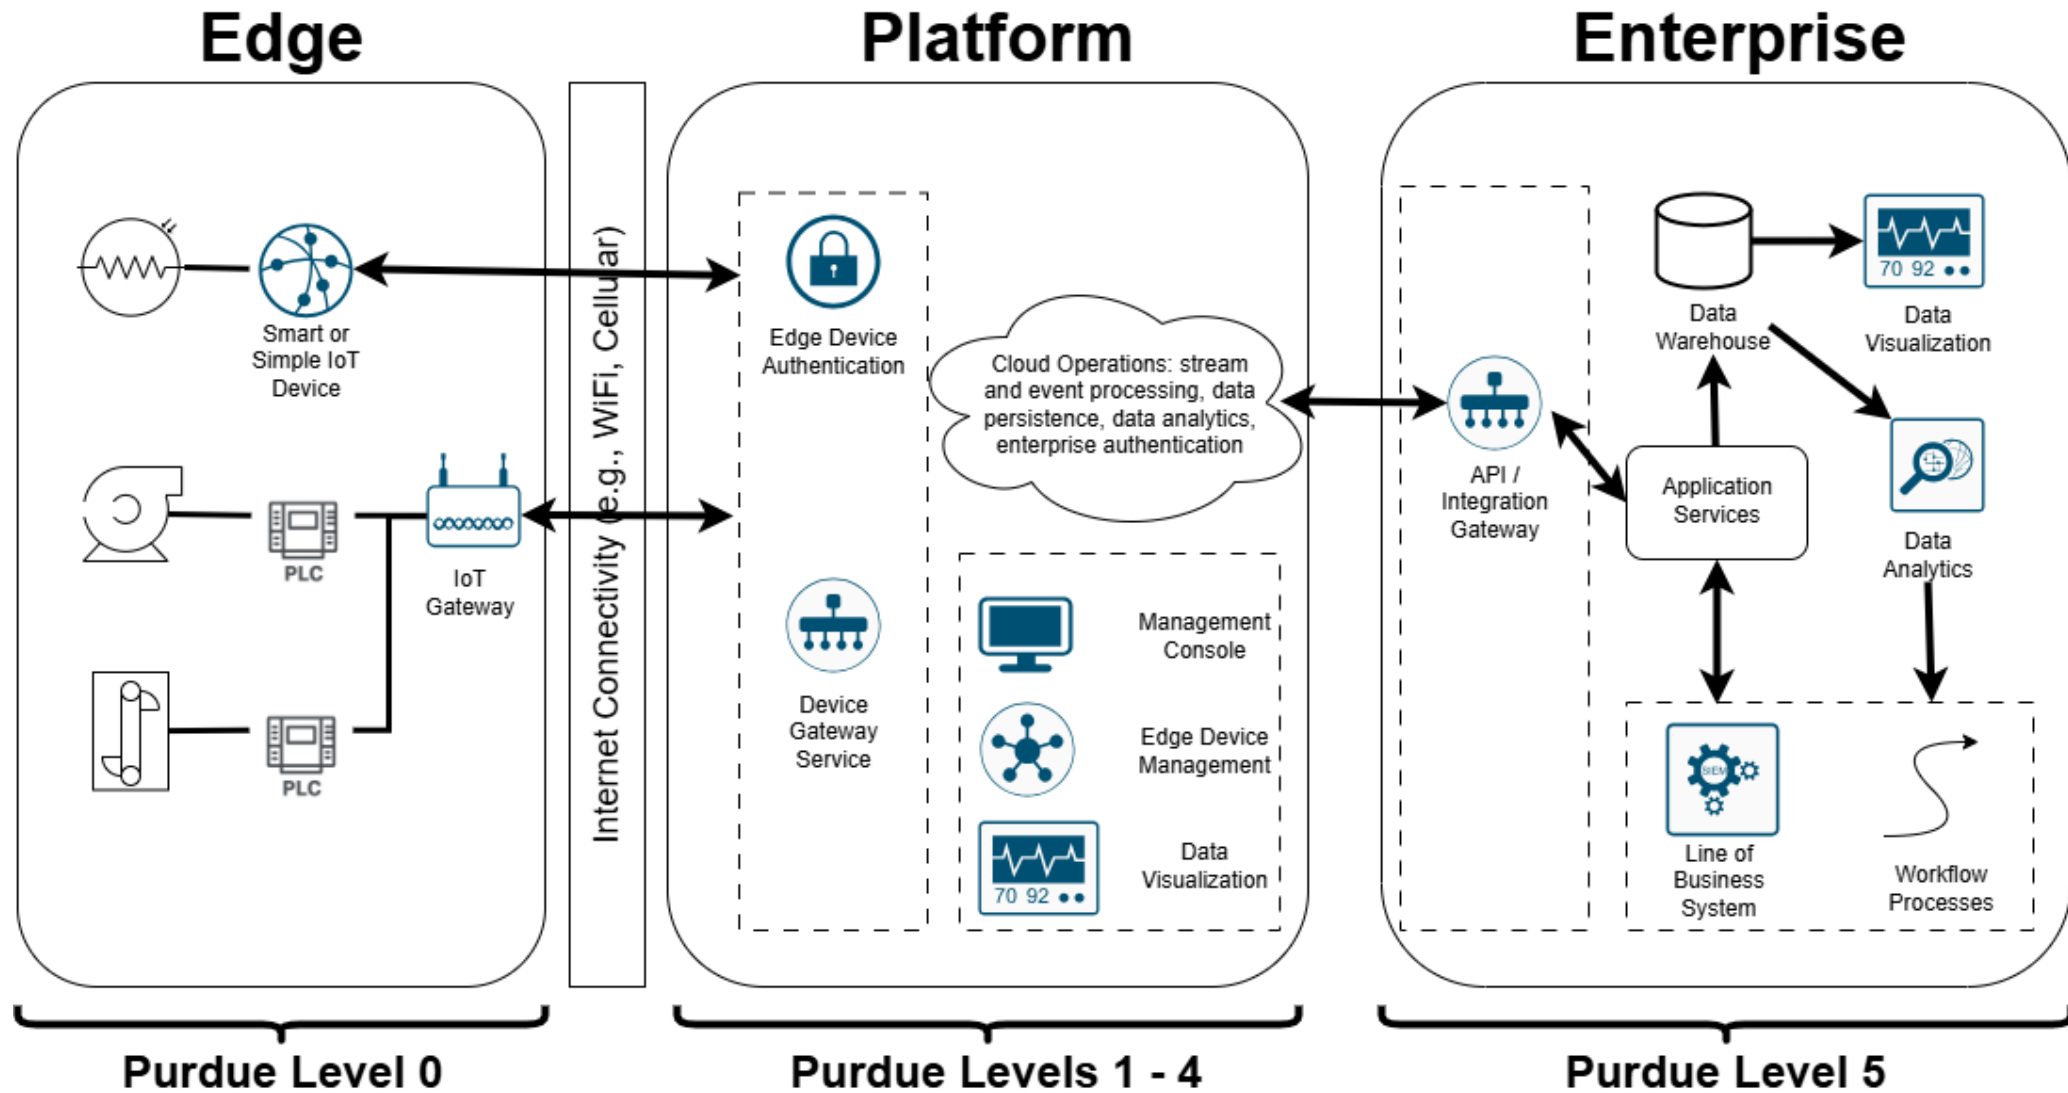 Edge
Platform
Enterprise
Smart or
Simple IoT
Device
PLC
IoT
Gateway
PLC
Internet Connectivity (e.g., WiFi, Cellular)
Edge Device
Authentication
Cloud Operations: stream
and event processing, data
persistence, data analytics,
enterprise authentication
Device
Gateway
Service
Management
Console
Edge Device
Management
70 92
Data
Visualization
API /
Integration
Gateway
Data
Warehouse
70 92
Data
Visualization
Application
Services
Data
Analytics
SIEM
Line of
Business
System
Workflow
Processes
Purdue Level 0
Purdue Levels 1 - 4
Purdue Level 5